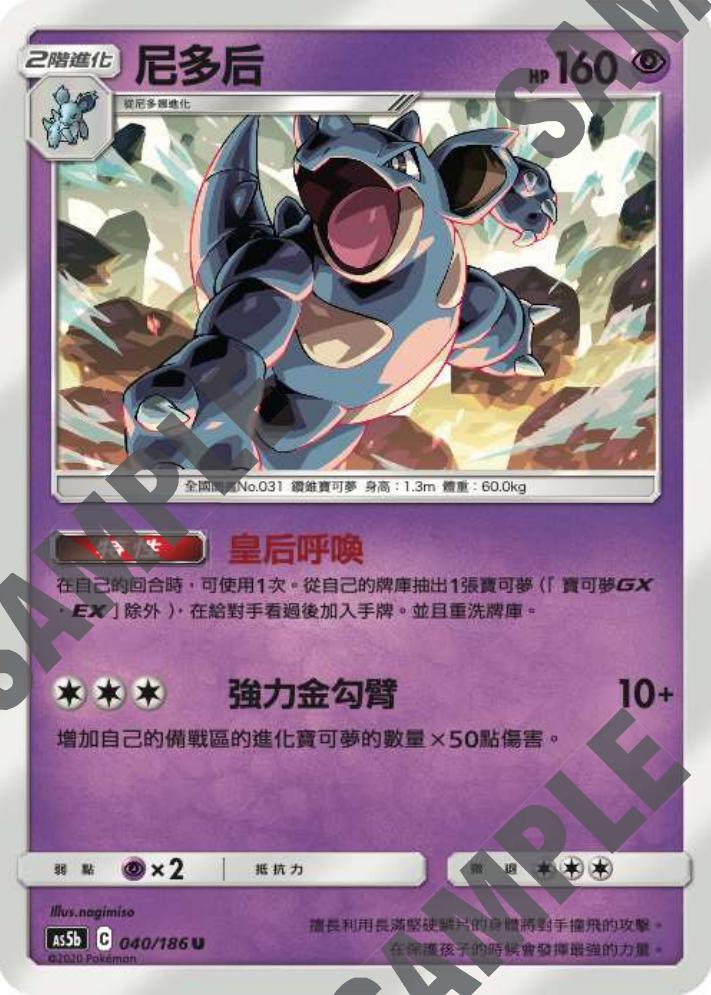 2階進化 尼多后 HP 160
從尼多娜進化
全國圖鑑No.031 鑽錐寶可夢 身高：1.3m 體重：60.0kg
特性 皇后呼喚
在自己的回合時，可使用1次。從自己的牌庫抽出1張寶可夢（「寶可夢GX
・EX」除外），在給對手看過後加入手牌。並且重洗牌庫。
強力金勾臂 10+
增加自己的備戰區的進化寶可夢的數量×50點傷害。
弱點 ×2 抵抗力 撤退
Illus.nagimiso
擅長利用長滿堅硬鱗片的身體將對手撞飛的攻擊。
AS5b C 040/186 U
在保護孩子的時候會發揮最強的力量。
©2020 Pokémon
SAMPLE
SAMPLE
SAMPLE